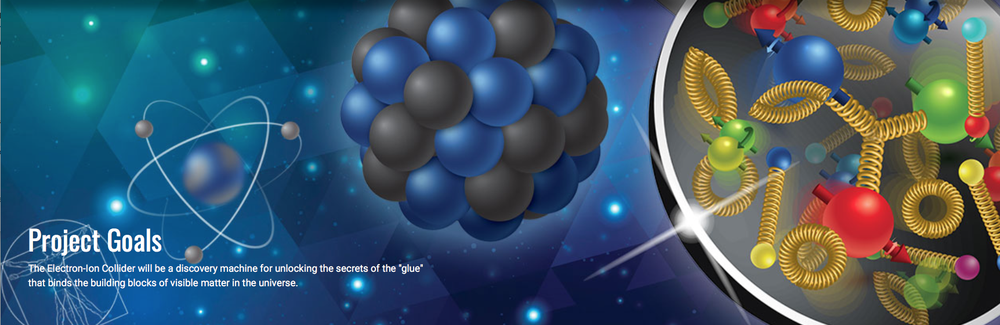 Project Goals
The Electron-Ion Collider will be a discovery machine for unlocking the secrets of the "glue"
that binds the building blocks of visible matter in the universe.